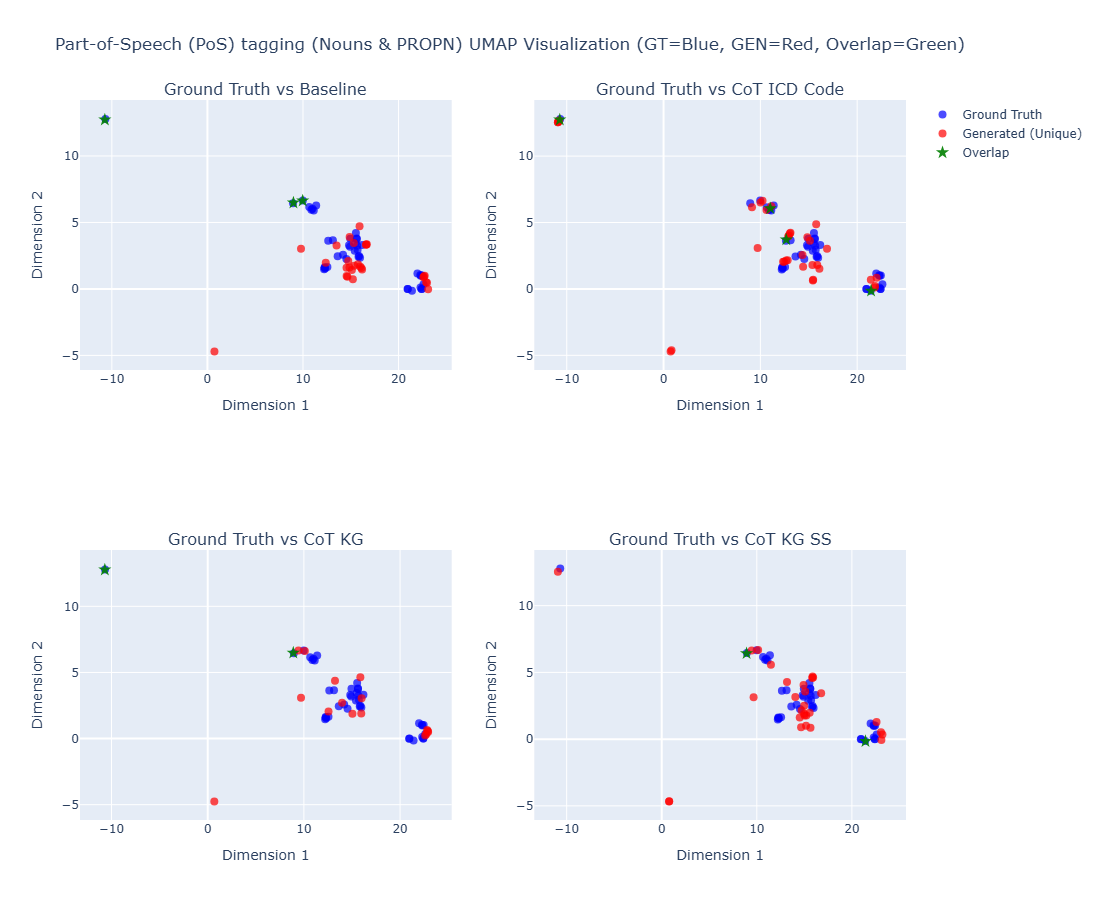 Part-of-Speech (PoS) tagging (Nouns & PROPN) UMAP Visualization (GT=Blue, GEN=Red, Overlap=Green)
Ground Truth vs Baseline
10
5
0
−5
Dimension 2
−10
0
10
20
Dimension 1
Ground Truth vs CoT ICD Code
10
5
0
−5
Dimension 2
−10
0
10
20
Dimension 1
Ground Truth
Generated (Unique)
Overlap
Ground Truth vs CoT KG
10
5
0
−5
Dimension 2
−10
0
10
20
Dimension 1
Ground Truth vs CoT KG SS
10
5
0
−5
Dimension 2
−10
0
10
20
Dimension 1